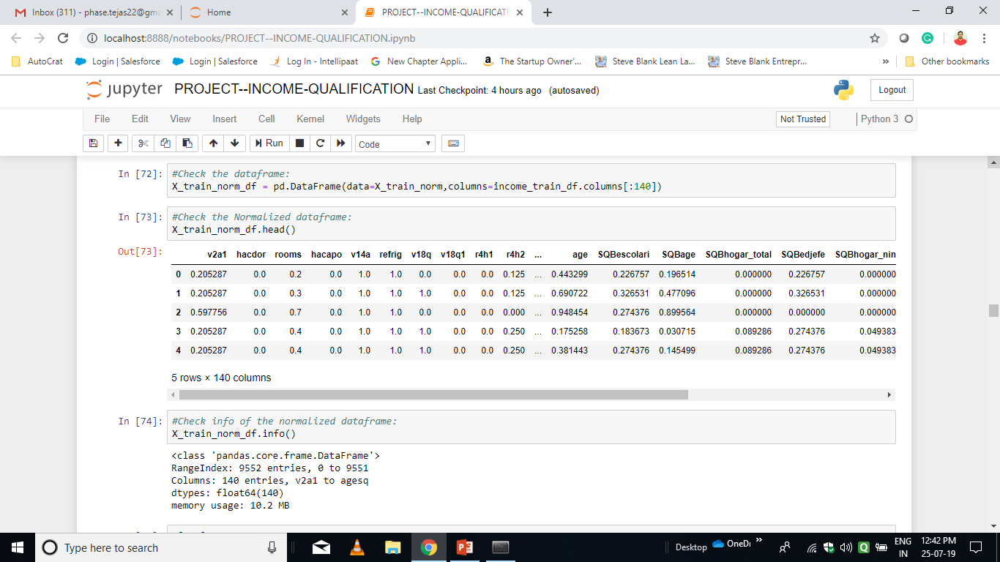 Inbox (311) - phase.tejas22@gma
Home
PROJECT--INCOME-QUALIFICATI
localhost:8888/notebooks/PROJECT--INCOME-QUALIFICATION.ipynb
AutoCrat Login | Salesforce Login | Salesforce Log In - Intellipaat New Chapter Appli... The Startup Owner'... Steve Blank Lean La... Steve Blank Entrepr... » Other bookmarks
jupyter PROJECT--INCOME-QUALIFICATION Last Checkpoint: 4 hours ago (autosaved) Logout
File Edit View Insert Cell Kernel Widgets Help Not Trusted Python 3
Run Code
In [72]: #Check the dataframe:
X_train_norm_df = pd.DataFrame(data=X_train_norm,columns=income_train_df.columns[:140])
In [73]: #Check the Normalized dataframe:
X_train_norm_df.head()
Out[73]:
v2a1 hacdor rooms hacapo v14a refrig v18q v18q1 r4h1 r4h2 ... age SQBescolari SQBage SQBhogar_total SQBedjefe SQBhogar_nin
0 0.205287 0.0 0.2 0.0 1.0 1.0 0.0 0.0 0.0 0.125 ... 0.443299 0.226757 0.196514 0.000000 0.226757 0.000000
1 0.205287 0.0 0.3 0.0 1.0 1.0 1.0 0.0 0.0 0.125 ... 0.690722 0.326531 0.477096 0.000000 0.326531 0.000000
2 0.597756 0.0 0.7 0.0 1.0 1.0 0.0 0.0 0.0 0.000 ... 0.948454 0.274376 0.899564 0.000000 0.000000 0.000000
3 0.205287 0.0 0.4 0.0 1.0 1.0 1.0 0.0 0.0 0.250 ... 0.175258 0.183673 0.030715 0.089286 0.274376 0.049383
4 0.205287 0.0 0.4 0.0 1.0 1.0 1.0 0.0 0.0 0.250 ... 0.381443 0.274376 0.145499 0.089286 0.274376 0.049383
5 rows × 140 columns
In [74]: #Check info of the normalized dataframe:
X_train_norm_df.info()
<class 'pandas.core.frame.DataFrame'>
RangeIndex: 9552 entries, 0 to 9551
Columns: 140 entries, v2a1 to agesq
dtypes: float64(140)
memory usage: 10.2 MB
Type here to search
Desktop OneDr »
ENG
IN
12:42 PM
25-07-19